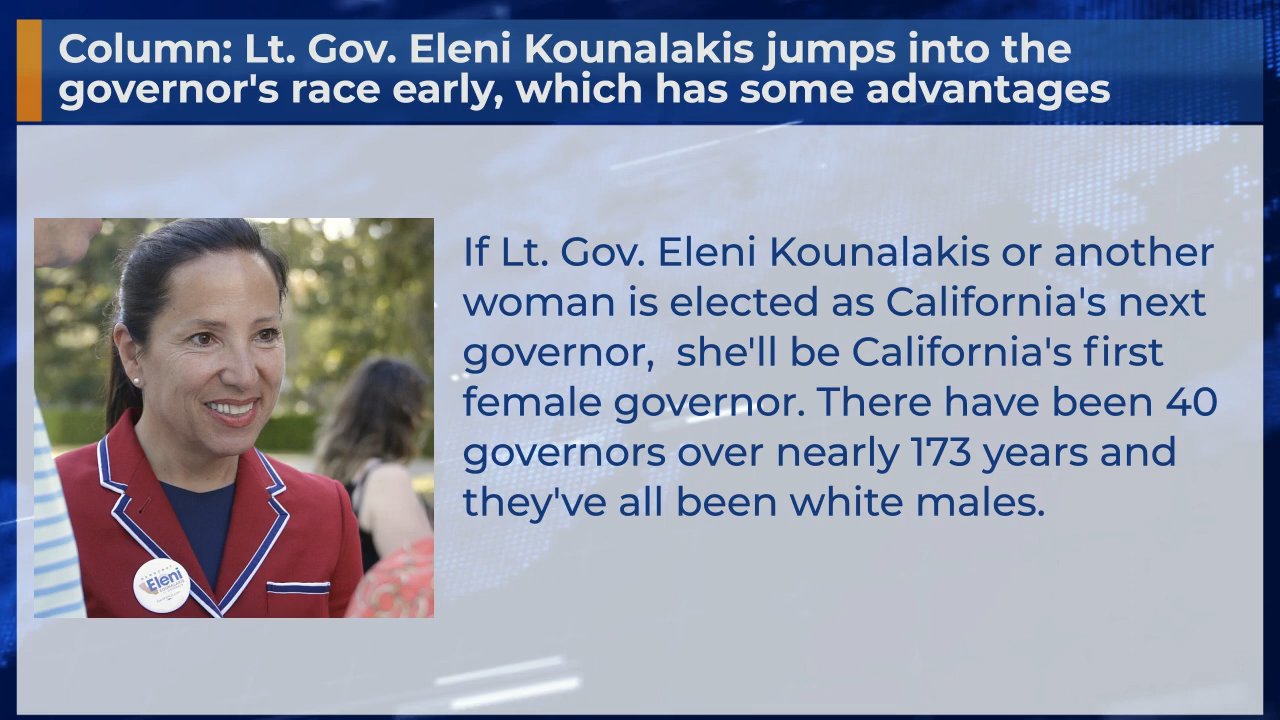 Column: Lt. Gov. Eleni Kounalakis jumps into the
governor's race early, which has some advantages
If Lt. Gov. Eleni Kounalakis or another
woman is elected as California's next
governor,  she'll be California's first
female governor. There have been 40
governors over nearly 173 years and
they've all been white males.
Eleni